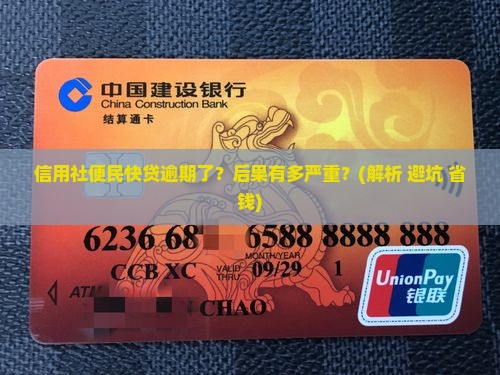 中国建设银行
China Construction Bank
结算通卡
信用社便民快贷逾期了？后果有多严重？(解析 避坑 省
钱)
6236 68 6588 8888 888
MONTH/YEAR
CCB XC VALID THRU 09/29 1
ATM
CHAO
UnionPay
银联